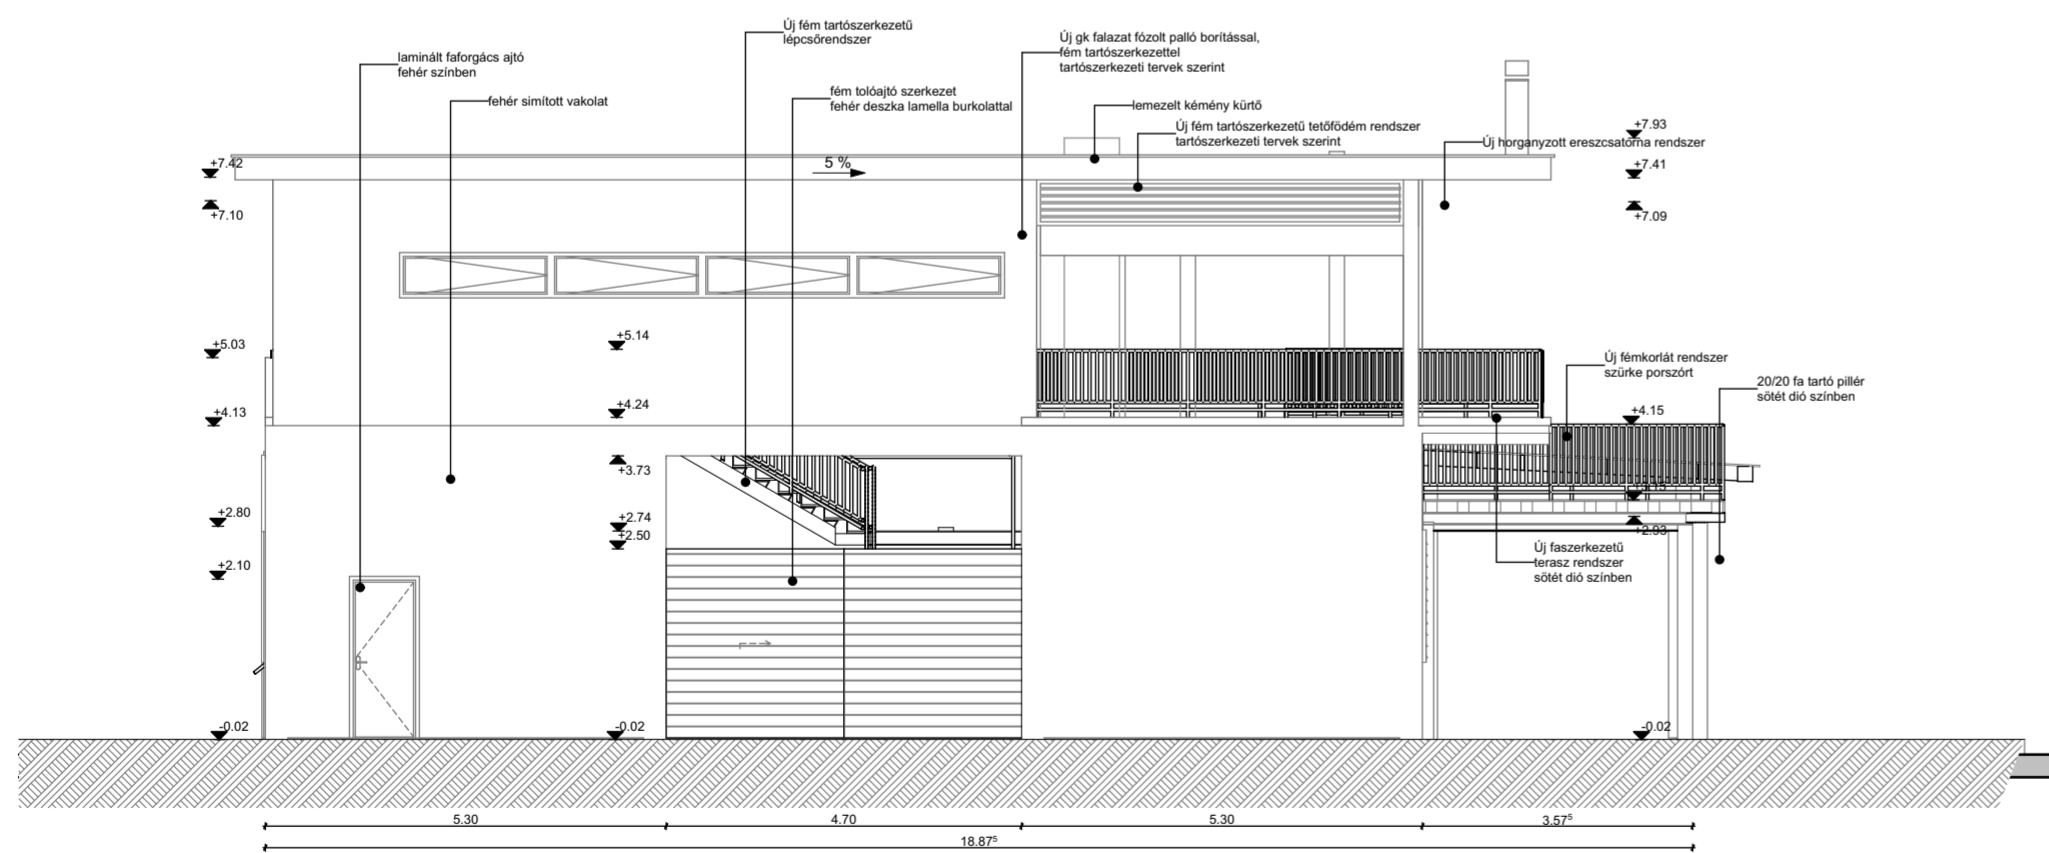 Új fém tartószerkezetű
lépcsőrendszer
Új gk falazat fózolt palló borítással,
fém tartószerkezettel
tartószerkezeti tervek szerint
laminált faforgács ajtó
fehér színben
fehér simított vakolat
fém tolóajtó szerkezet
fehér deszka lamella burkolattal
lemezelt kémény kürtő
Új fém tartószerkezetű tetőfödém rendszer
tartószerkezeti tervek szerint
+7.93
Új horganyzott ereszcsatorna rendszer
+7.42
5 %
+7.41
+7.10
+7.09
+5.03
+5.14
Új fémkorlát rendszer
szürke porszórt
20/20 fa tartó pillér
sötét dió színben
+4.13
+4.24
+4.15
+3.73
+3.15
+2.80
+2.74
+2.50
+2.93
Új faszerkezetű
terasz rendszer
sötét dió színben
+2.10
-0.02
-0.02
-0.02
5.30
4.70
5.30
3.57⁵
18.87⁵